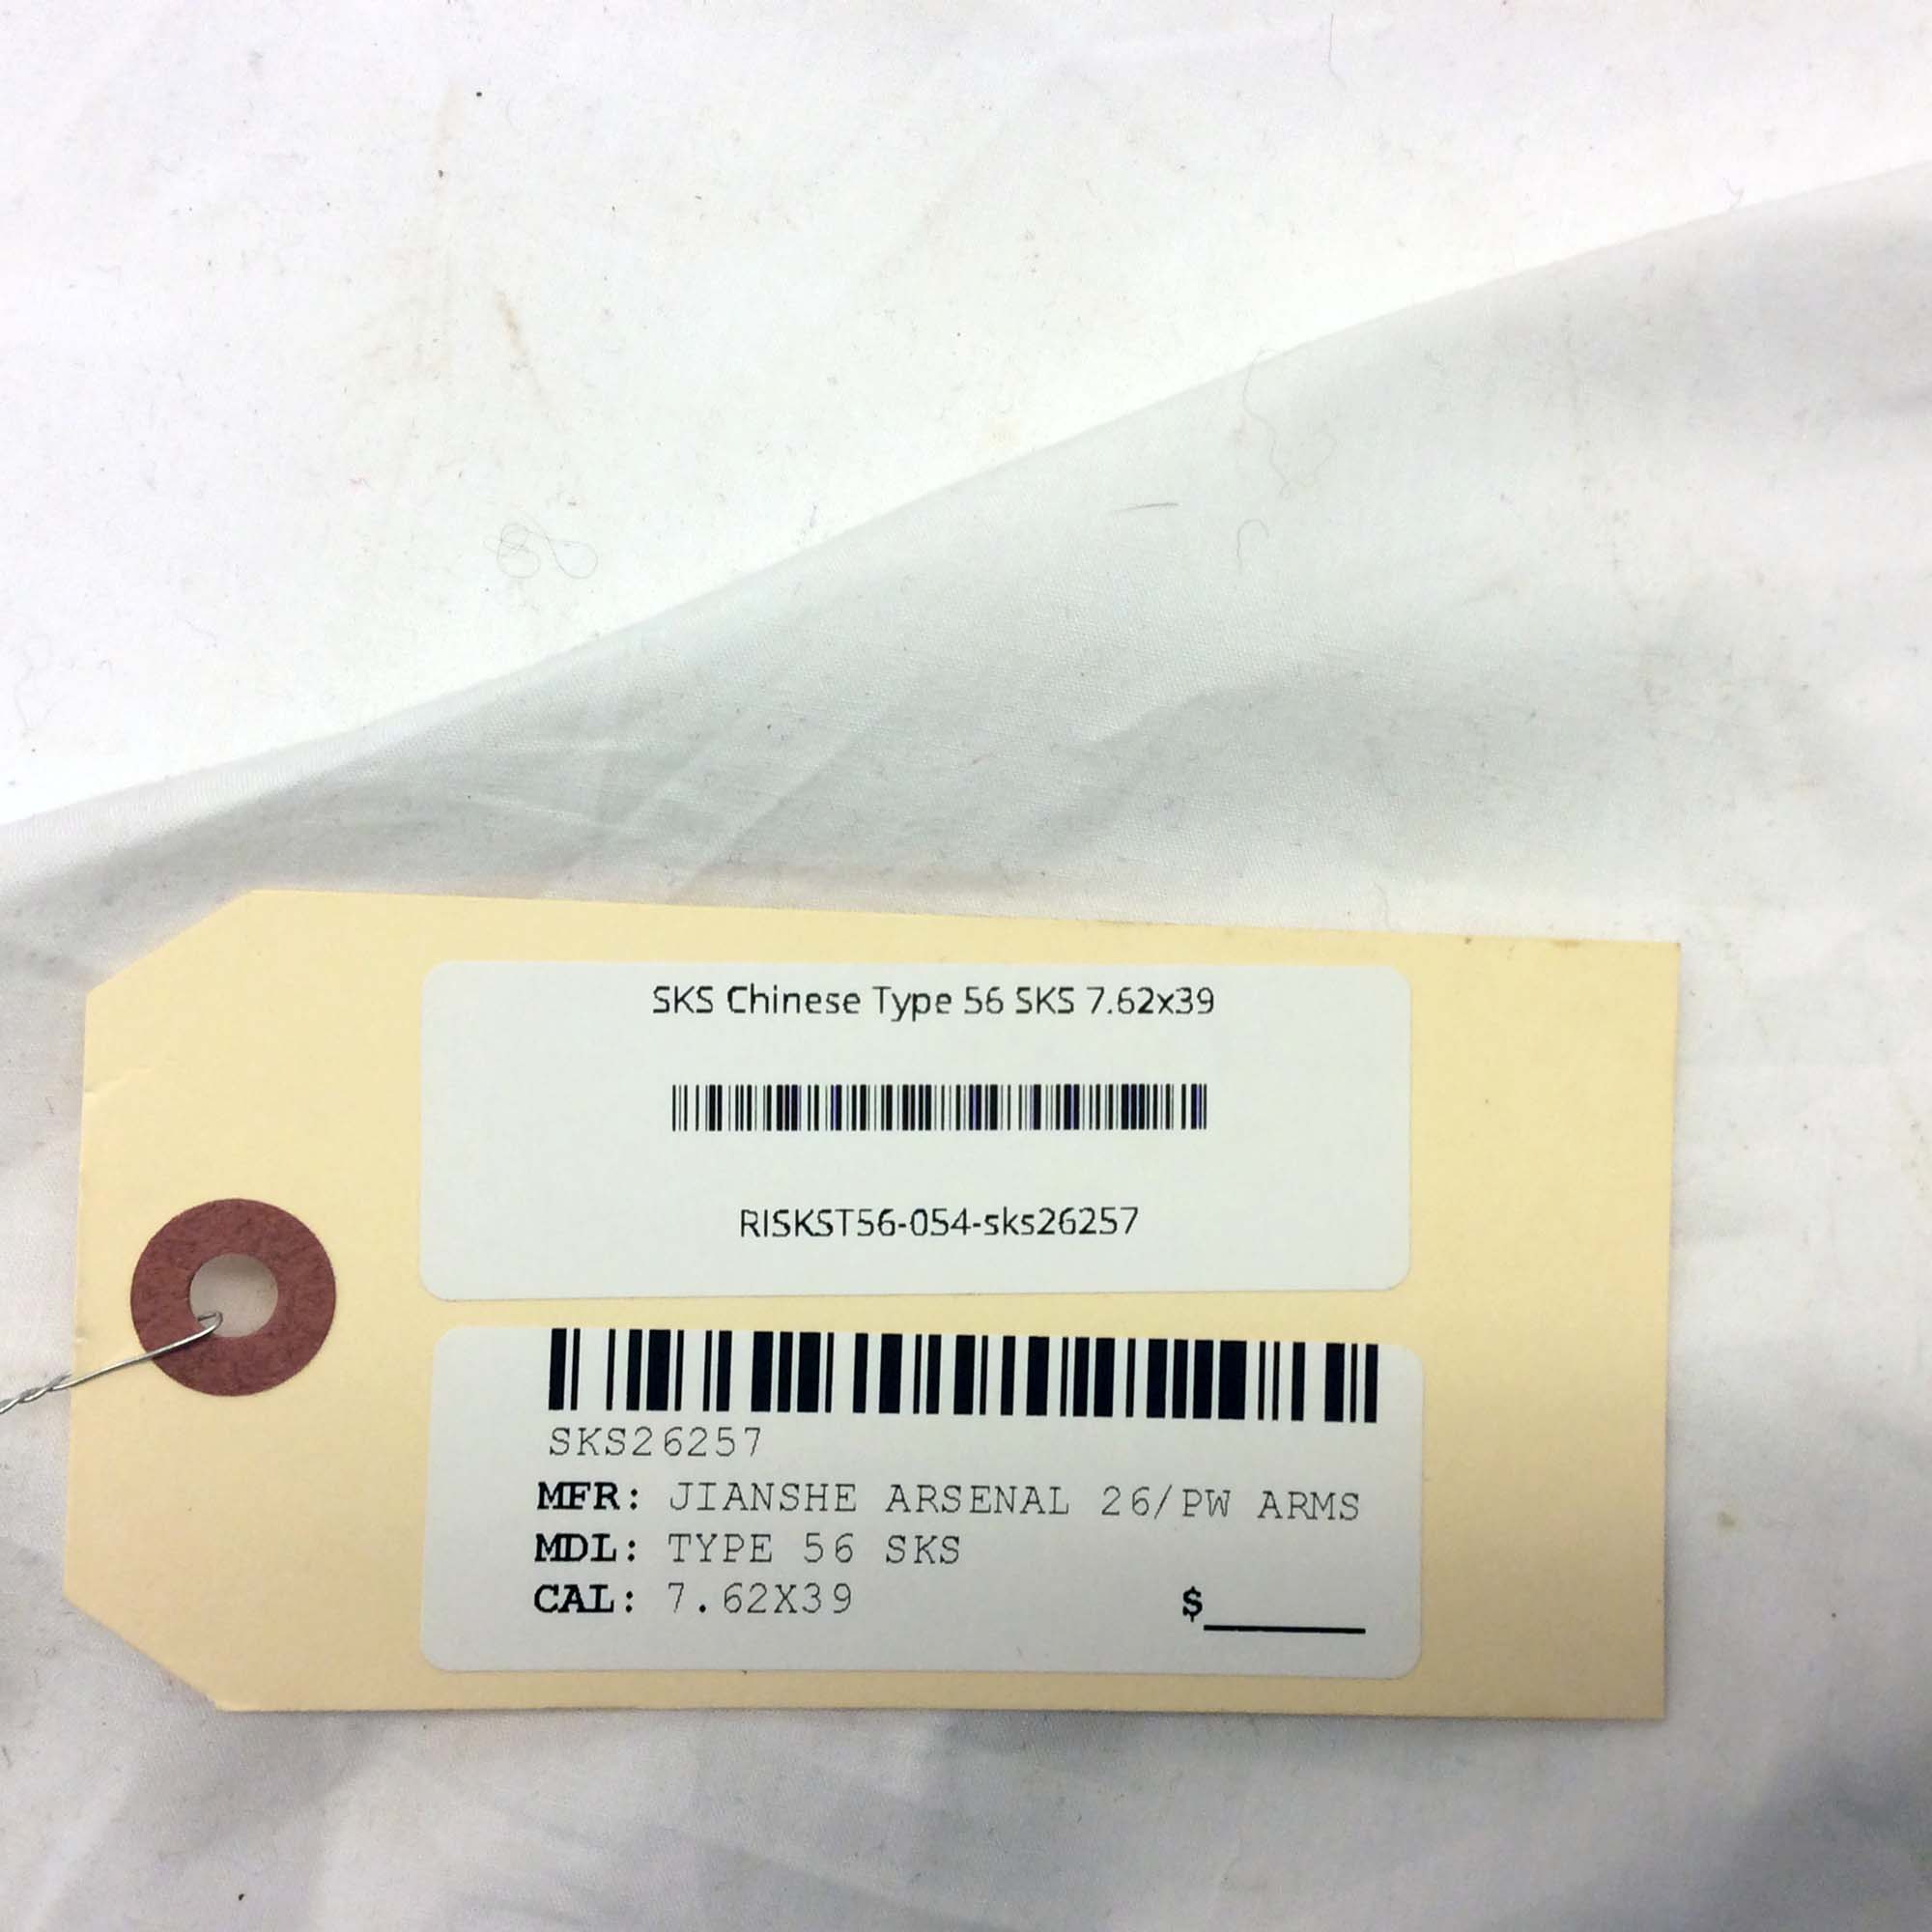 SKS Chinese Type 56 SKS 7.62x39
RISKST56-054-sks26257
SKS26257
MFR: JIANSHE ARSENAL 26/PW ARMS
MDL: TYPE 56 SKS
CAL: 7.62X39 $______